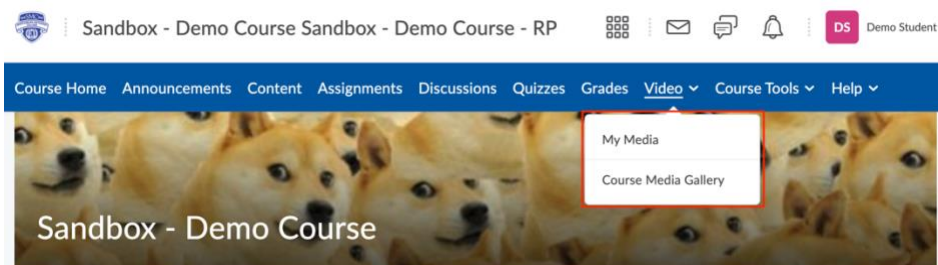 Sandbox - Demo Course Sandbox - Demo Course - RP DS Demo Student
Course Home Announcements Content Assignments Discussions Quizzes Grades Video Course Tools Help
My Media
Course Media Gallery
Sandbox - Demo Course